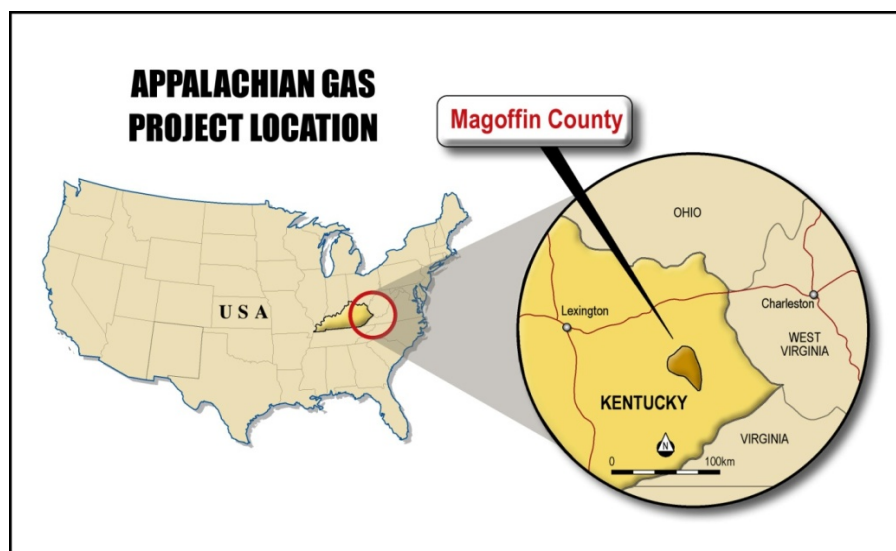 APPALACHIAN GAS
PROJECT LOCATION
Magoffin County
USA
OHIO
Lexington
Charleston
WEST
VIRGINIA
KENTUCKY
VIRGINIA
N
0
100km